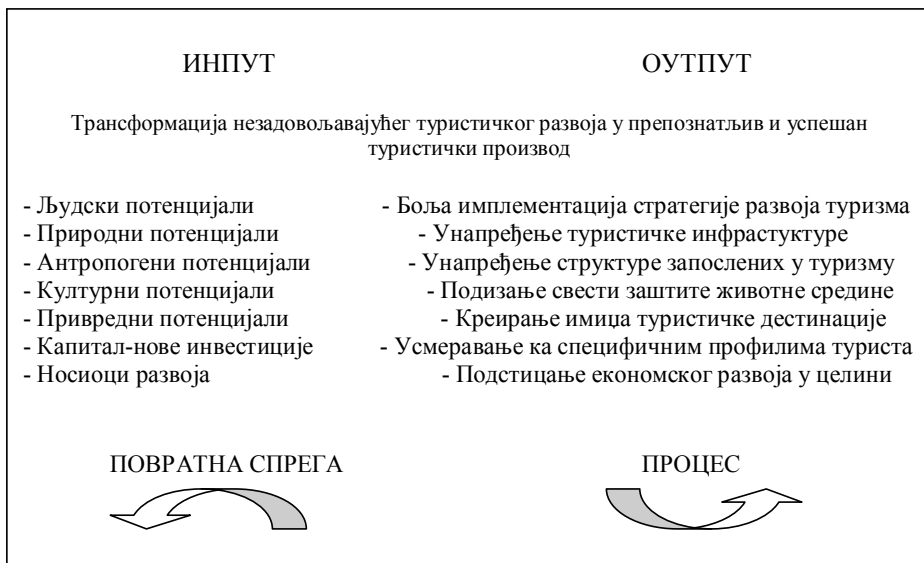 ИНПУТ ОУТПУТ
Трансформација незадовољавајућег туристичког развоја у препознатљив и успешан
туристички производ
- Људски потенцијали - Боља имплементација стратегије развоја туризма
- Природни потенцијали - Унапређење туристичке инфрастуктуре
- Антропогени потенцијали - Унапређење структуре запослених у туризму
- Културни потенцијали - Подизање свести заштите животне средине
- Привредни потенцијали - Креирање имиџа туристичке дестинације
- Капитал-нове инвестиције - Усмеравање ка специфичним профилима туриста
- Носиоци развоја - Подстицање економског развоја у целини
ПОВРАТНА СПРЕГА ПРОЦЕС